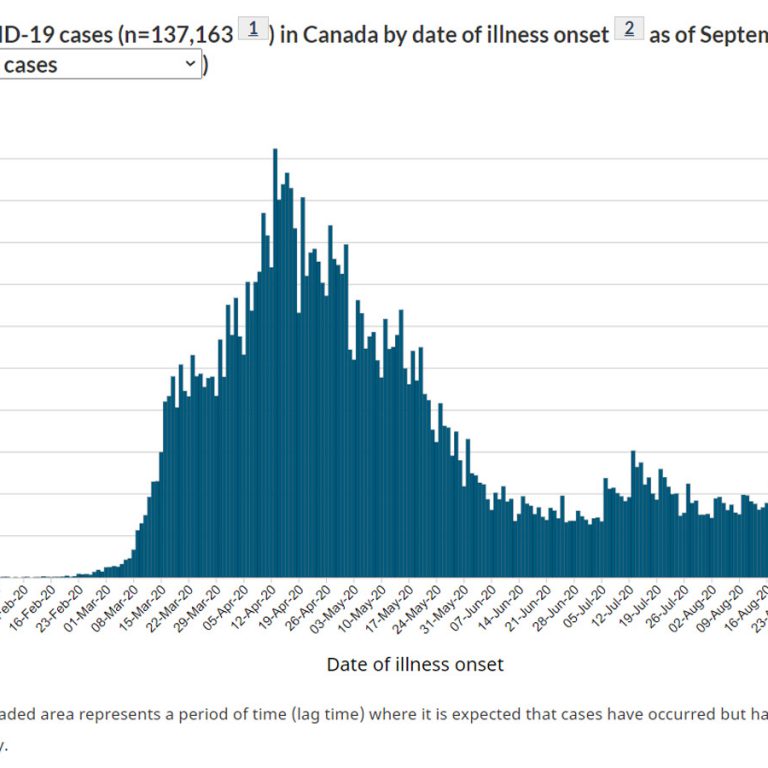 ID-19 cases (n=137,163 1 ) in Canada by date of illness onset 2 as of Septem
cases )
16-Feb-20
23-Feb-20
01-Mar-20
08-Mar-20
15-Mar-20
22-Mar-20
29-Mar-20
05-Apr-20
12-Apr-20
19-Apr-20
26-Apr-20
03-May-20
10-May-20
17-May-20
24-May-20
31-May-20
07-Jun-20
14-Jun-20
21-Jun-20
28-Jun-20
05-Jul-20
12-Jul-20
19-Jul-20
26-Jul-20
02-Aug-20
09-Aug-20
16-Aug-20
Date of illness onset
aded area represents a period of time (lag time) where it is expected that cases have occurred but ha